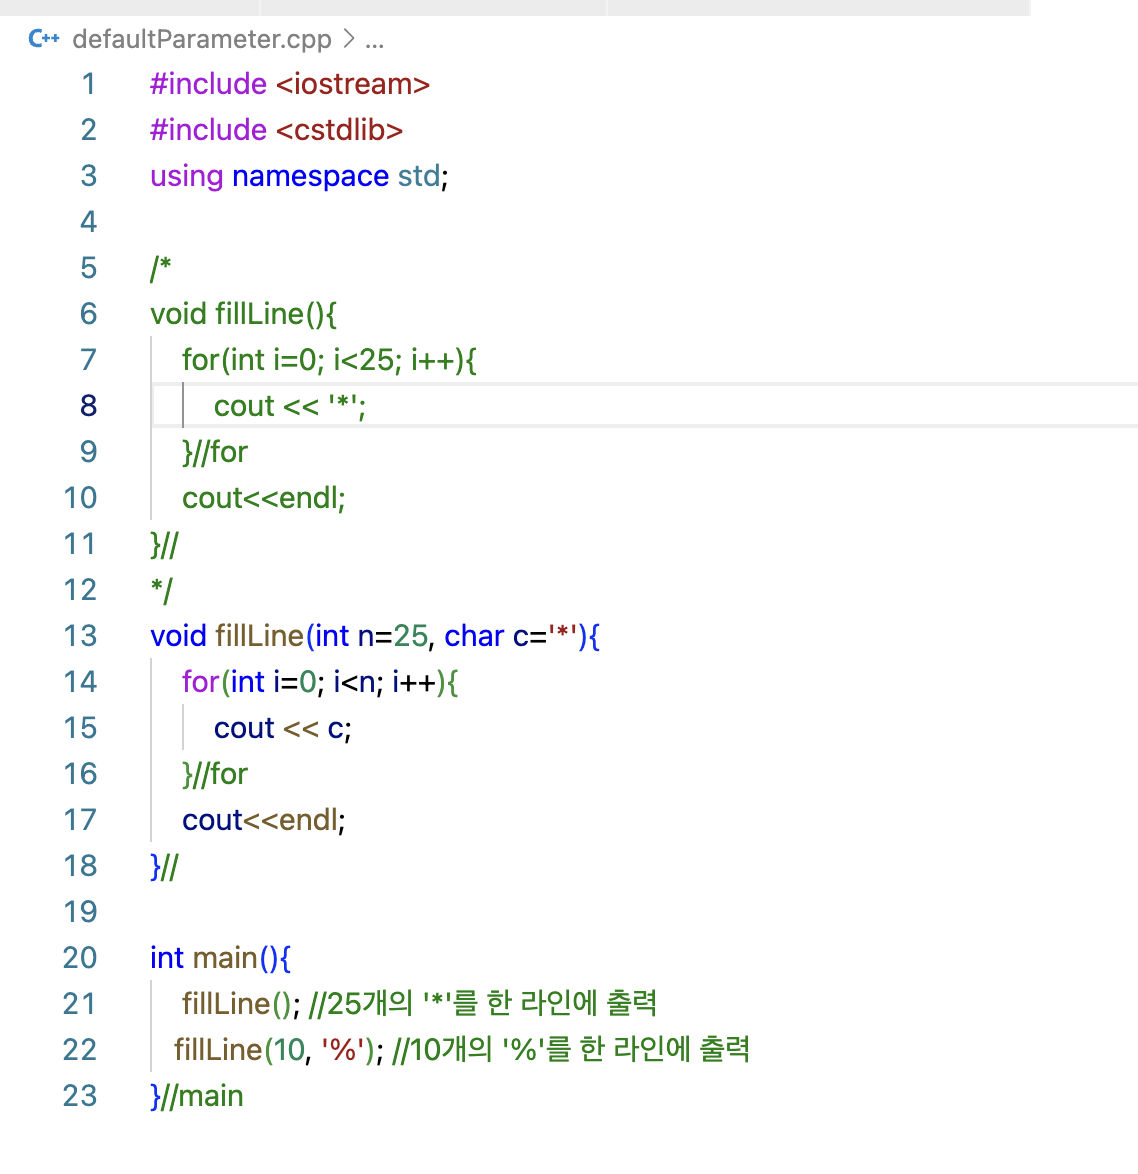 C++ defaultParameter.cpp > ...
1 #include <iostream>
2 #include <cstdlib>
3 using namespace std;
4
5 /*
6 void fillLine(){
7 for(int i=0; i<25; i++){
8 cout << '*';
9 }//for
10 cout<<endl;
11 }//
12 */
13 void fillLine(int n=25, char c='*'){
14 for(int i=0; i<n; i++){
15 cout << c;
16 }//for
17 cout<<endl;
18 }//
19
20 int main(){
21 fillLine(); //25개의 '*'를 한 라인에 출력
22 fillLine(10, '%'); //10개의 '%'를 한 라인에 출력
23 }//main